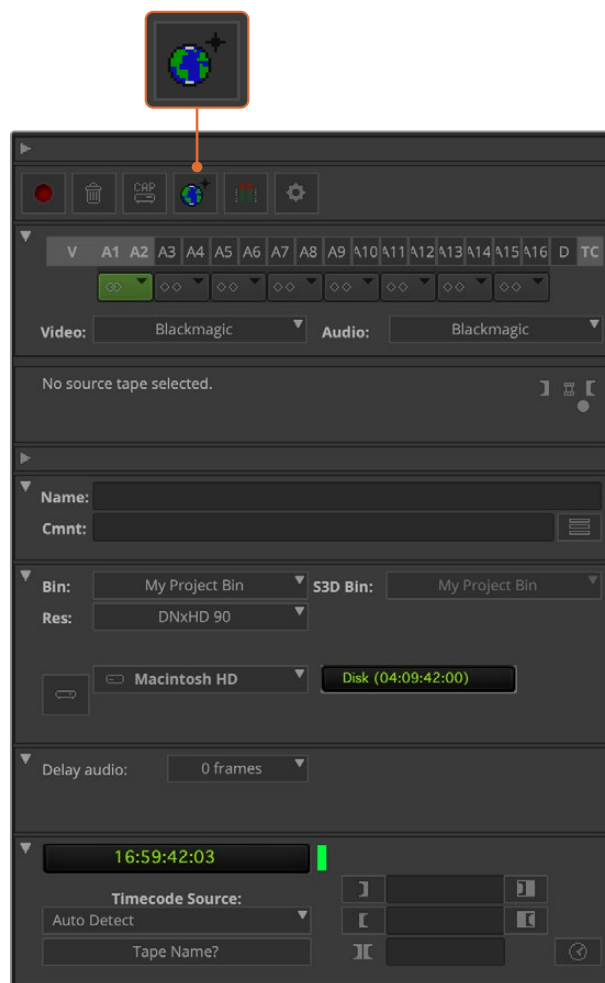 CAP
V A1 A2 A3 A4 A5 A6 A7 A8 A9 A10 A11 A12 A13 A14 A15 A16 D TC
Video: Blackmagic Audio: Blackmagic
No source tape selected.
Name:
Cmnt:
Bin: My Project Bin S3D Bin: My Project Bin
Res: DNxHD 90
Macintosh HD Disk (04:09:42:00)
Delay audio: 0 frames
16:59:42:03
Timecode Source:
Auto Detect
Tape Name?